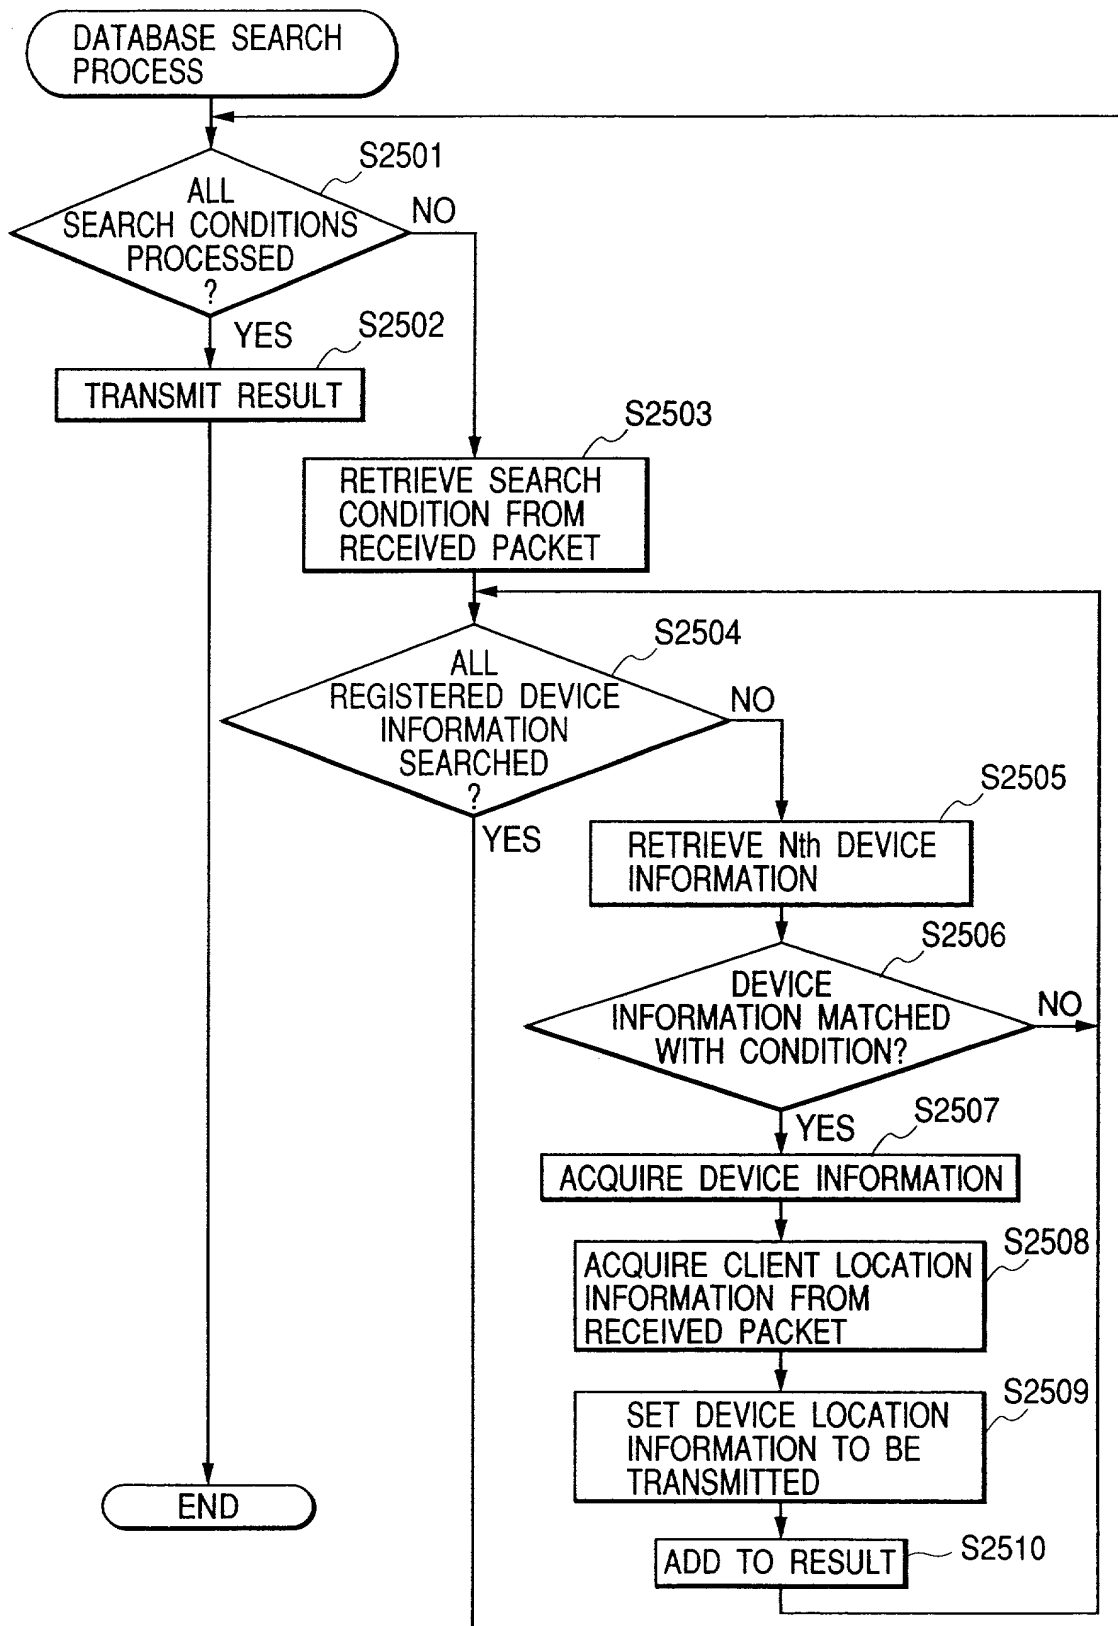 DATABASE SEARCH
PROCESS
S2501
ALL
SEARCH CONDITIONS
PROCESSED
?
NO
YES
S2502
TRANSMIT RESULT
S2503
RETRIEVE SEARCH
CONDITION FROM
RECEIVED PACKET
S2504
ALL
REGISTERED DEVICE
INFORMATION
SEARCHED
?
NO
YES
S2505
RETRIEVE Nth DEVICE
INFORMATION
S2506
DEVICE
INFORMATION MATCHED
WITH CONDITION?
NO
YES
S2507
ACQUIRE DEVICE INFORMATION
S2508
ACQUIRE CLIENT LOCATION
INFORMATION FROM
RECEIVED PACKET
S2509
SET DEVICE LOCATION
INFORMATION TO BE
TRANSMITTED
END
S2510
ADD TO RESULT